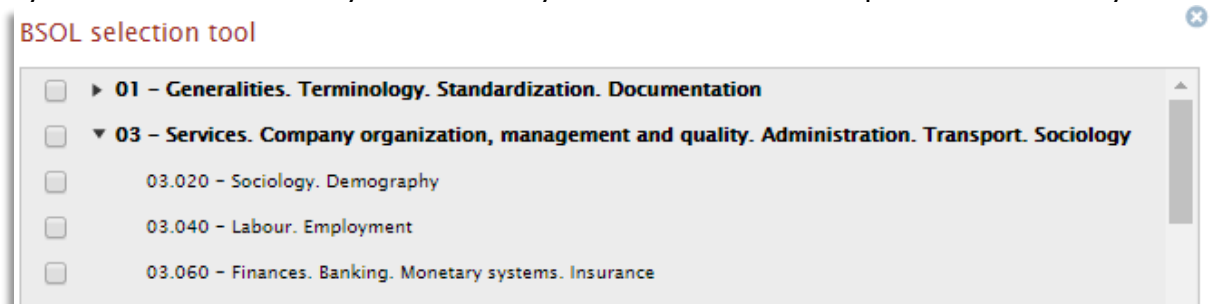 BSOL selection tool
01 – Generalities. Terminology. Standardization. Documentation
03 – Services. Company organization, management and quality. Administration. Transport. Sociology
03.020 – Sociology. Demography
03.040 – Labour. Employment
03.060 – Finances. Banking. Monetary systems. Insurance